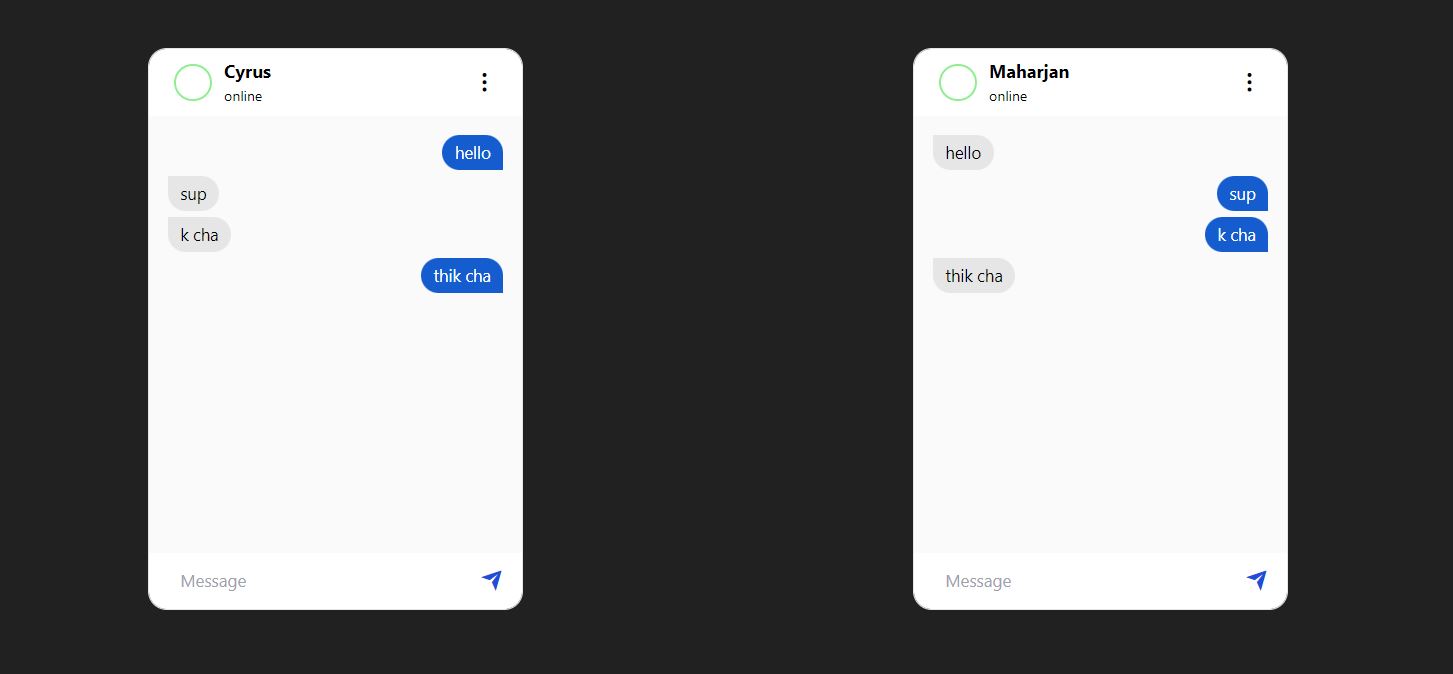 Cyrus
online
hello
sup
k cha
thik cha
Message
Maharjan
online
hello
sup
k cha
thik cha
Message